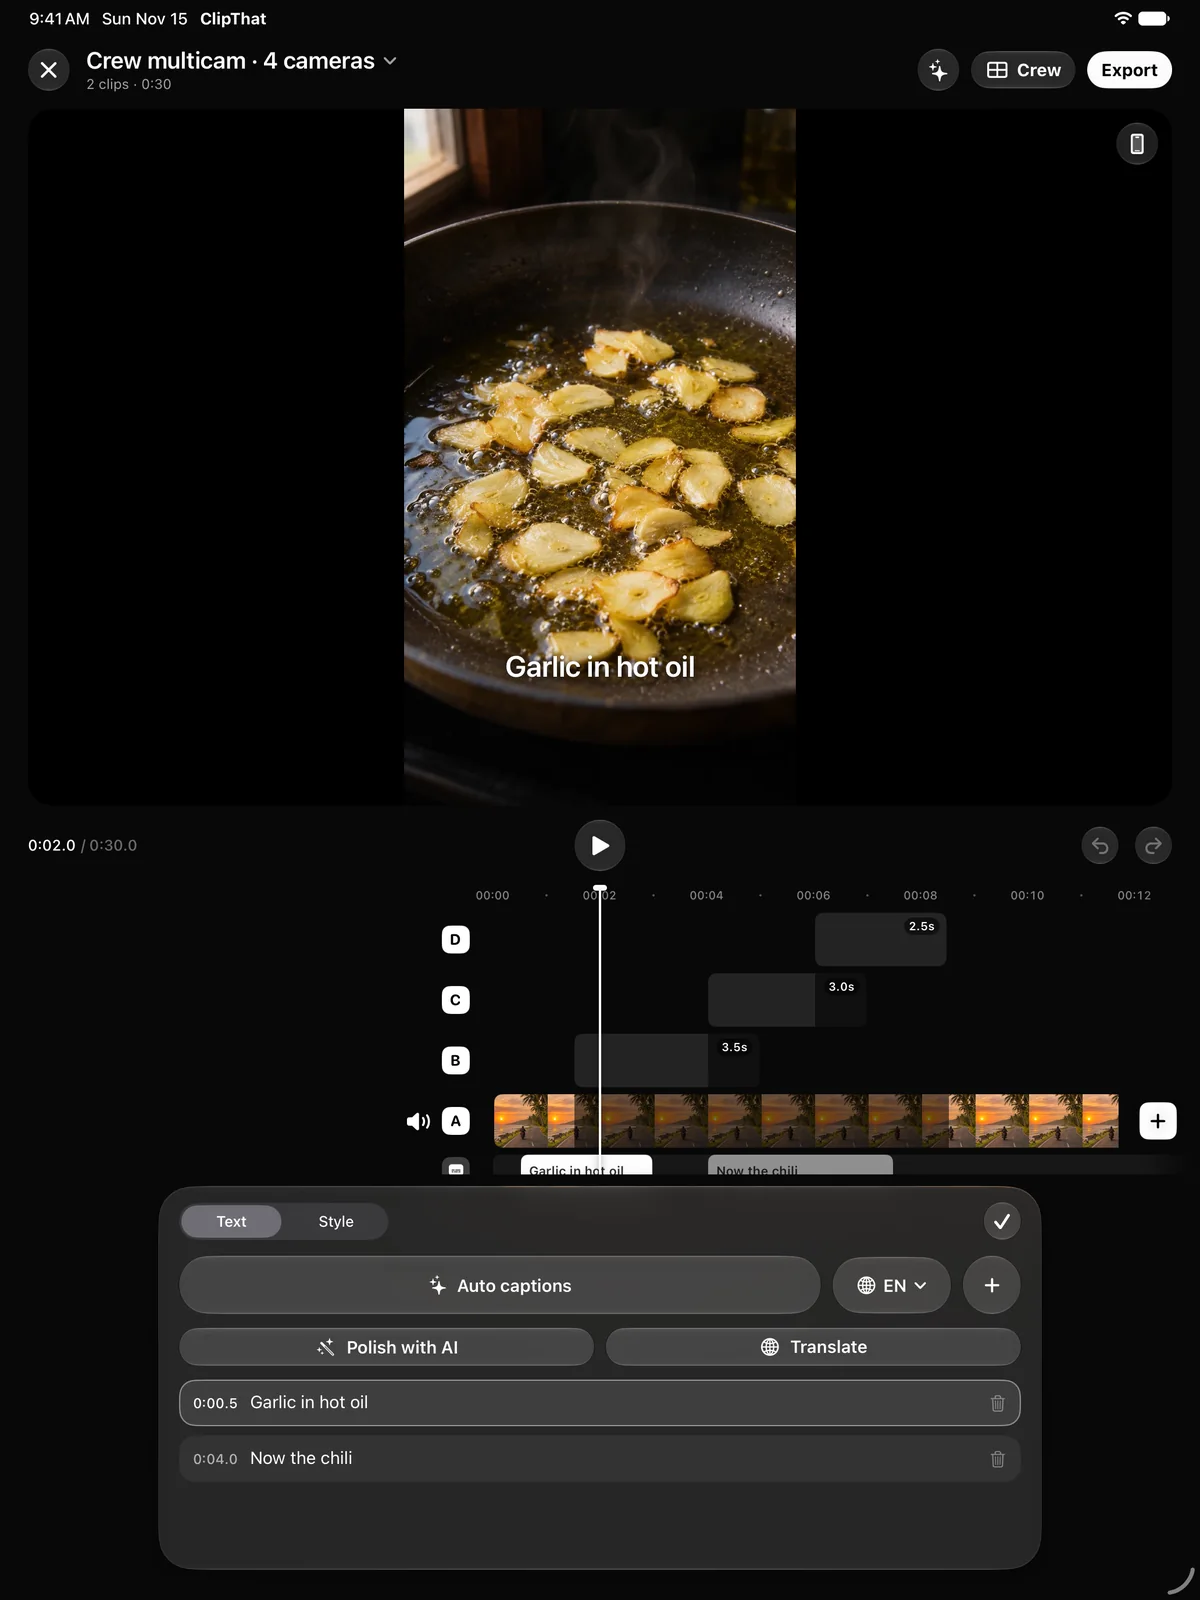 9:41 AM Sun Nov 15 ClipThat
Crew multicam · 4 cameras
2 clips · 0:30
Crew
Export
Garlic in hot oil
0:02.0 / 0:30.0
00:00 00:02 00:04 00:06 00:08 00:10 00:12
D
2.5s
C
3.0s
B
3.5s
A
Garlic in hot oil
Now the chili
Text
Style
Auto captions
EN
Polish with AI
Translate
0:00.5 Garlic in hot oil
0:04.0 Now the chili